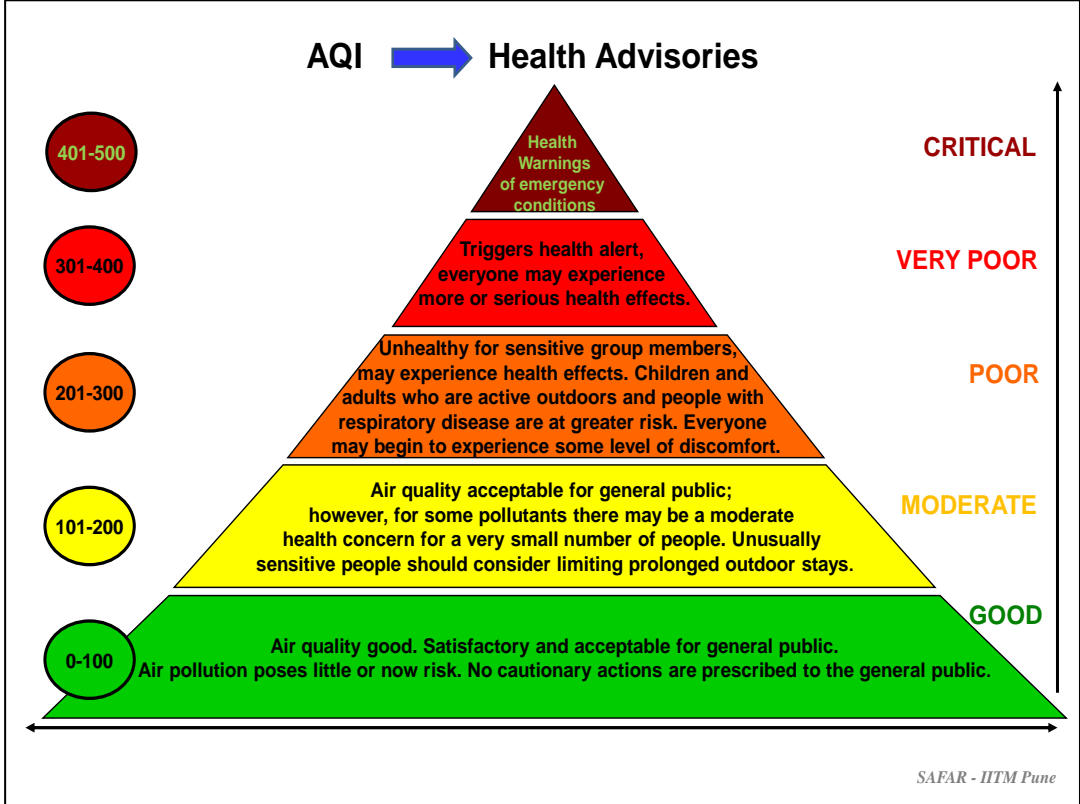 AQI Health Advisories
401-500
Health
Warnings
of emergency
conditions
CRITICAL
301-400
Triggers health alert,
everyone may experience
more or serious health effects.
VERY POOR
201-300
Unhealthy for sensitive group members,
may experience health effects. Children and
adults who are active outdoors and people with
respiratory disease are at greater risk. Everyone
may begin to experience some level of discomfort.
POOR
101-200
Air quality acceptable for general public;
however, for some pollutants there may be a moderate
health concern for a very small number of people. Unusually
sensitive people should consider limiting prolonged outdoor stays.
MODERATE
0-100
Air quality good. Satisfactory and acceptable for general public.
Air pollution poses little or now risk. No cautionary actions are prescribed to the general public.
GOOD
SAFAR - IITM Pune